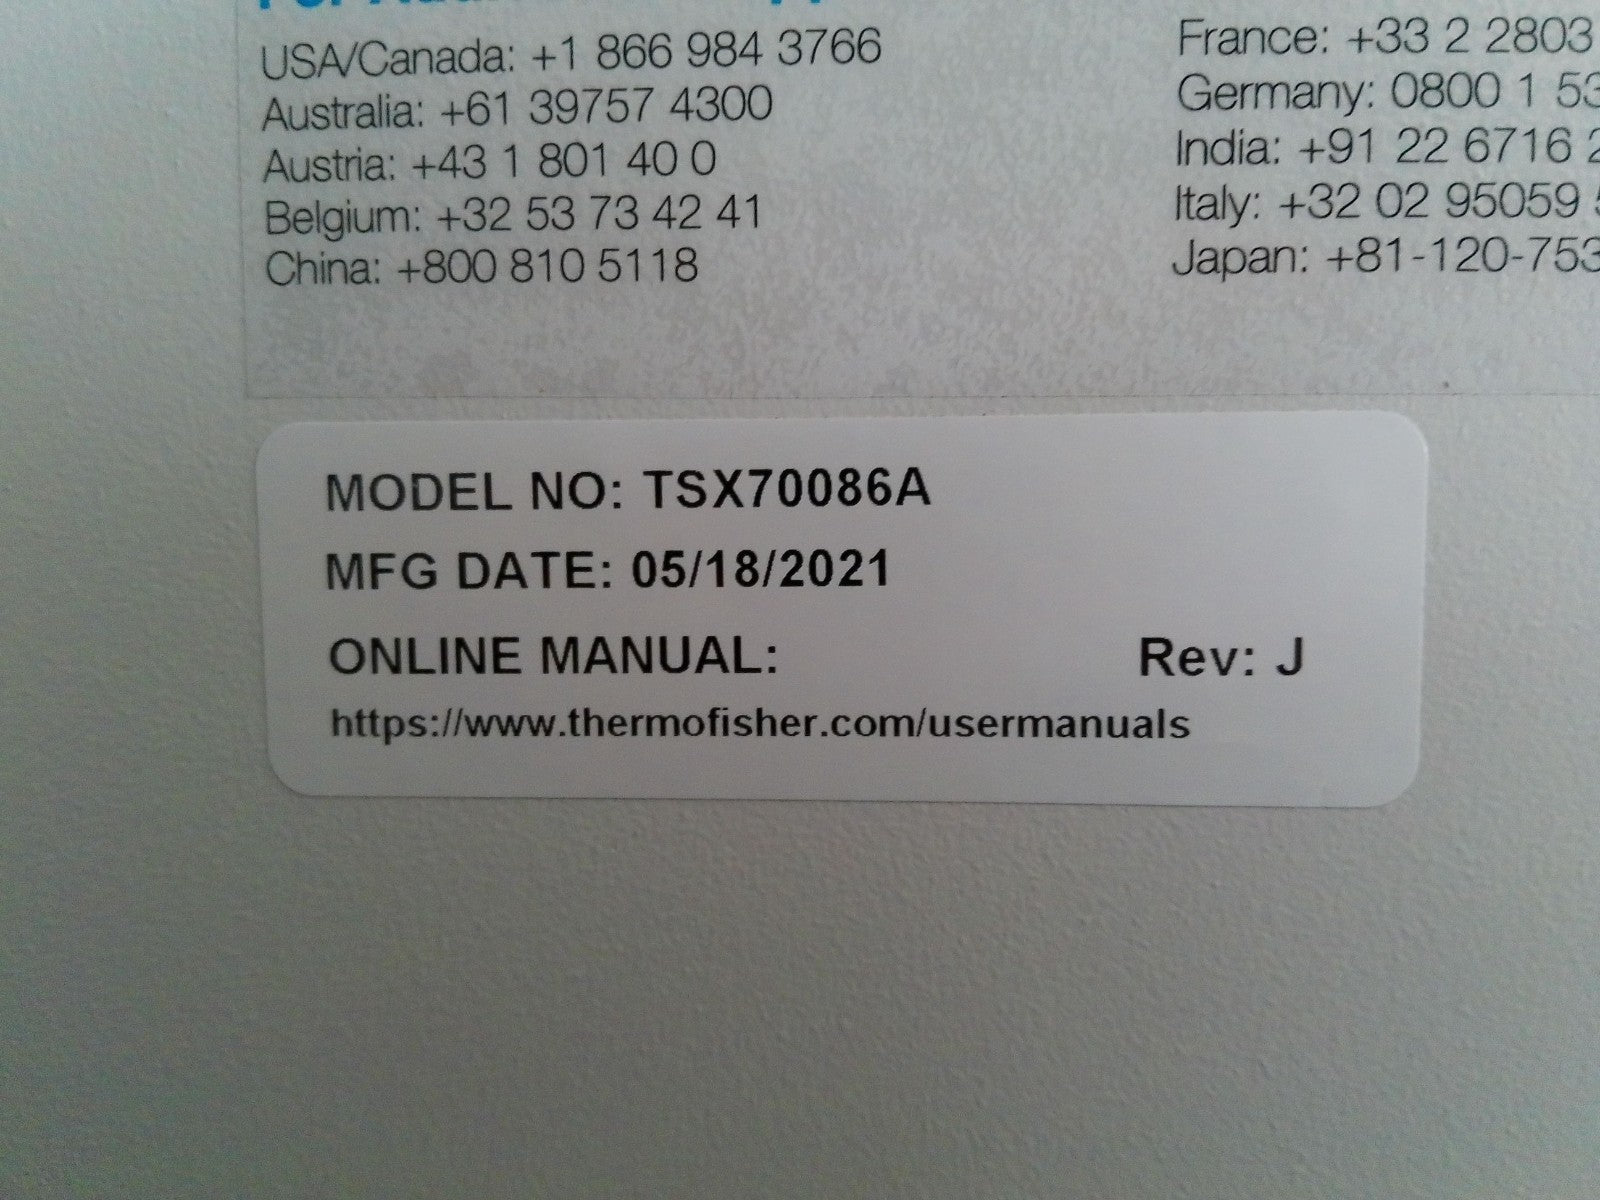 USA/Canada: +1 866 984 3766
Australia: +61 39757 4300
Austria: +43 1 801 40 0
Belgium: +32 53 73 42 41
China: +800 810 5118
France: +33 2 2803
Germany: 0800 1 53
India: +91 22 6716 2
Italy: +32 02 95059
Japan: +81-120-753
MODEL NO: TSX70086A
MFG DATE: 05/18/2021
ONLINE MANUAL: Rev: J
https://www.thermofisher.com/usermanuals